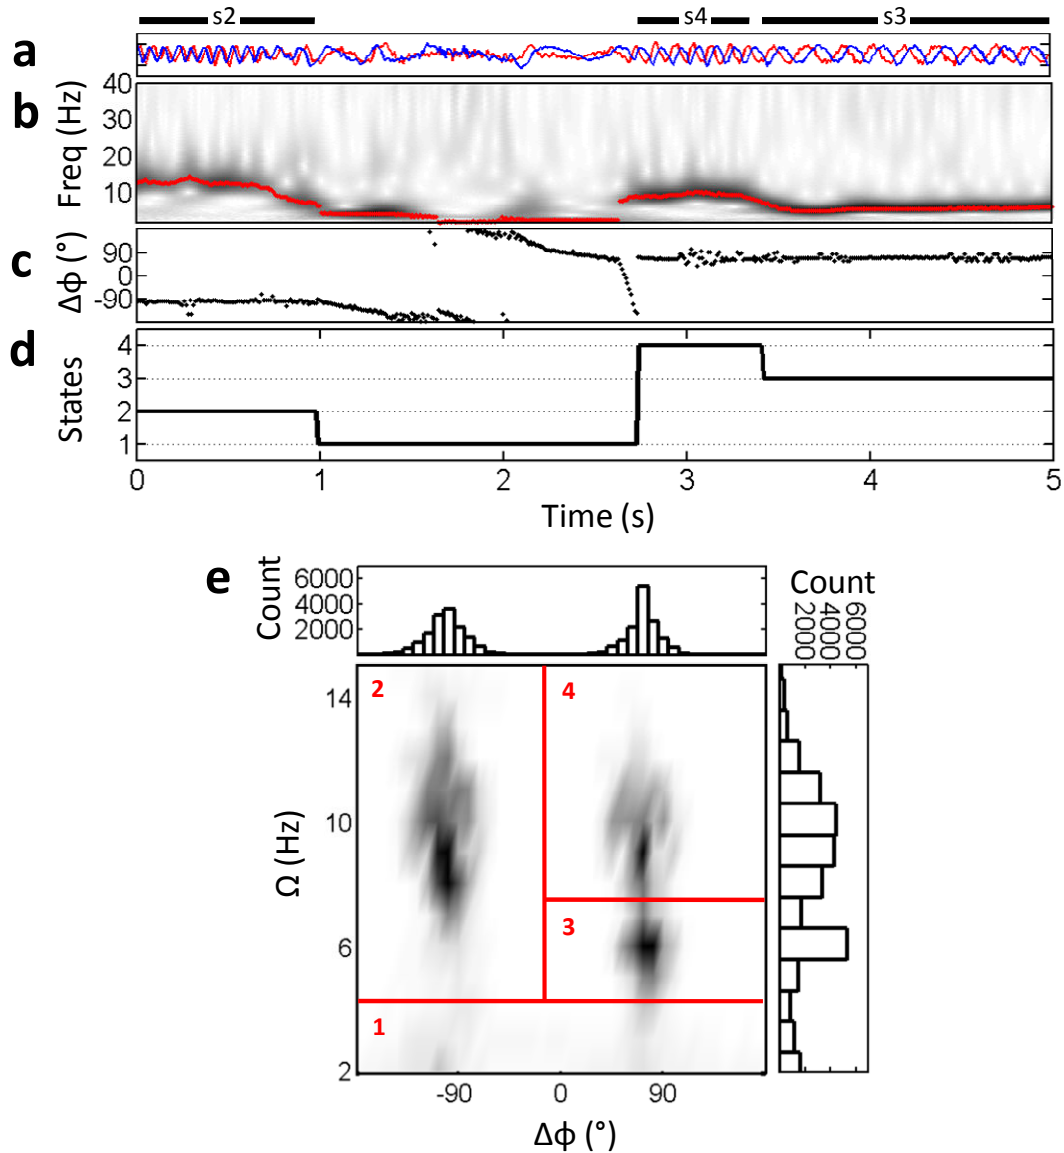 s2 s4 s3
a
b
Freq (Hz)
40
30
20
10
c
Δϕ (°)
90
0
-90
d
States
4
3
2
1
0 1 2 3 4 5
Time (s)
e
Count
6000
4000
2000
Count
2000
4000
6000
2 4
3
1
Ω (Hz)
14
10
6
2
-90 0 90
Δϕ (°)